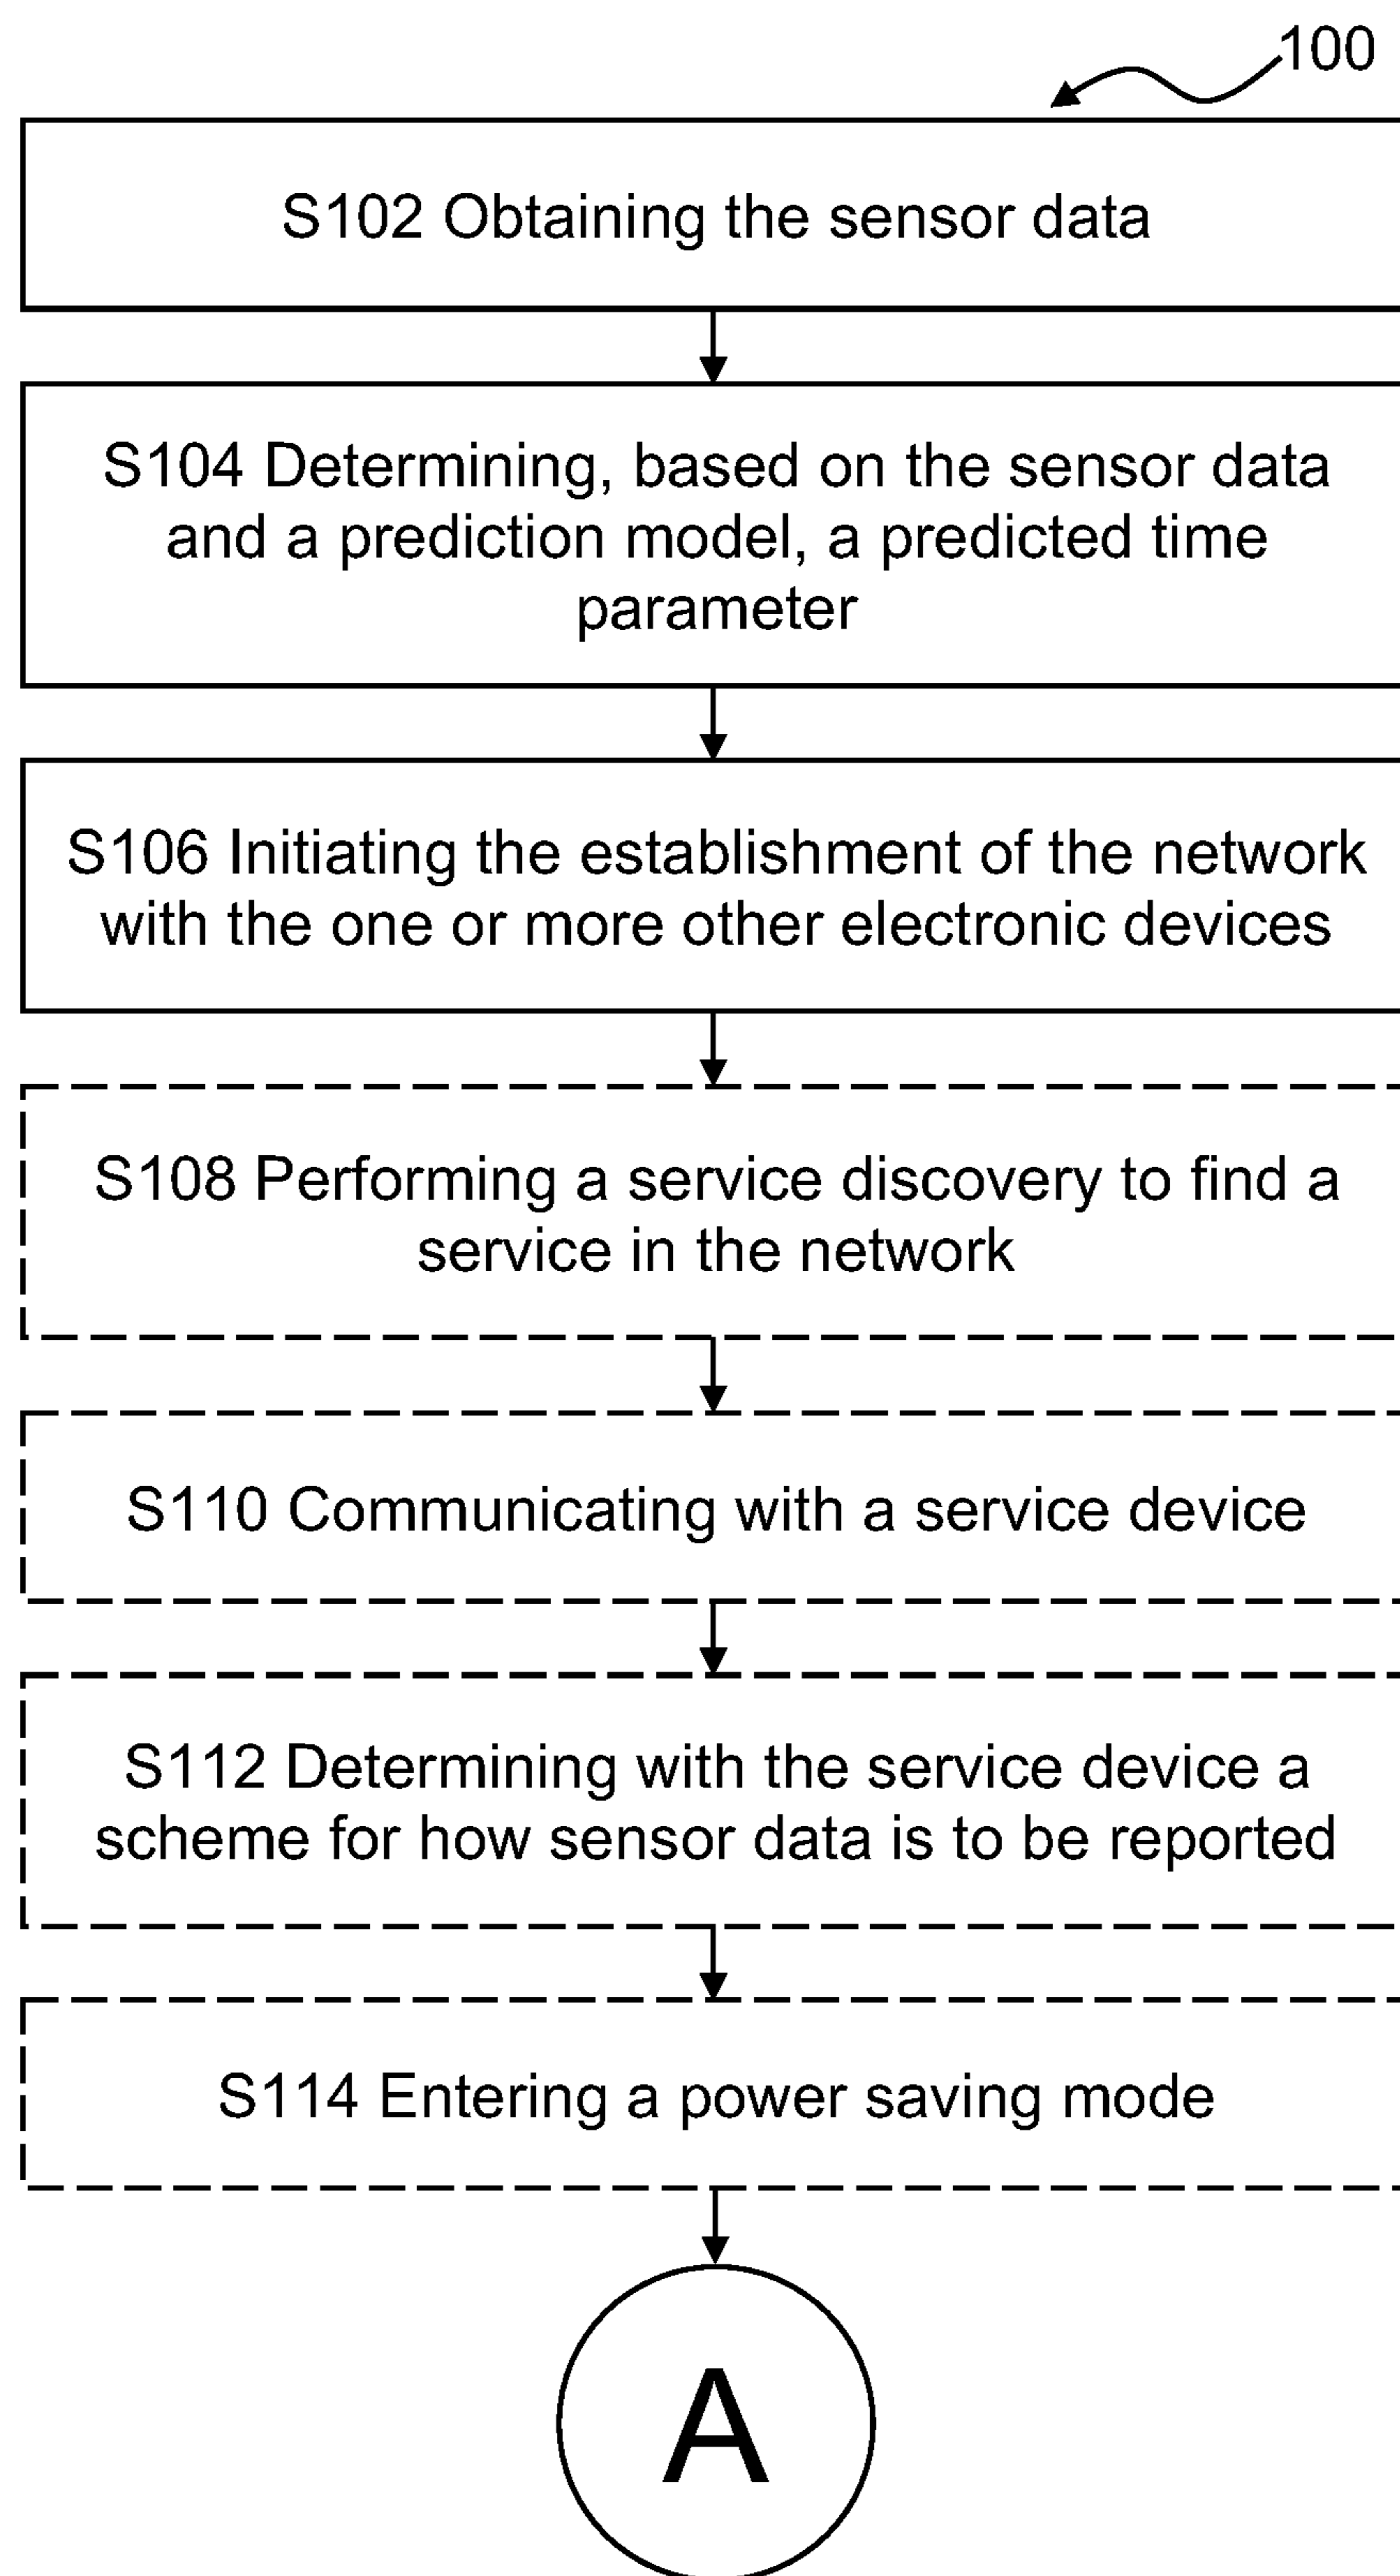 100
S102 Obtaining the sensor data
S104 Determining, based on the sensor data
and a prediction model, a predicted time
parameter
S106 Initiating the establishment of the network
with the one or more other electronic devices
S108 Performing a service discovery to find a
service in the network
S110 Communicating with a service device
S112 Determining with the service device a
scheme for how sensor data is to be reported
S114 Entering a power saving mode
A